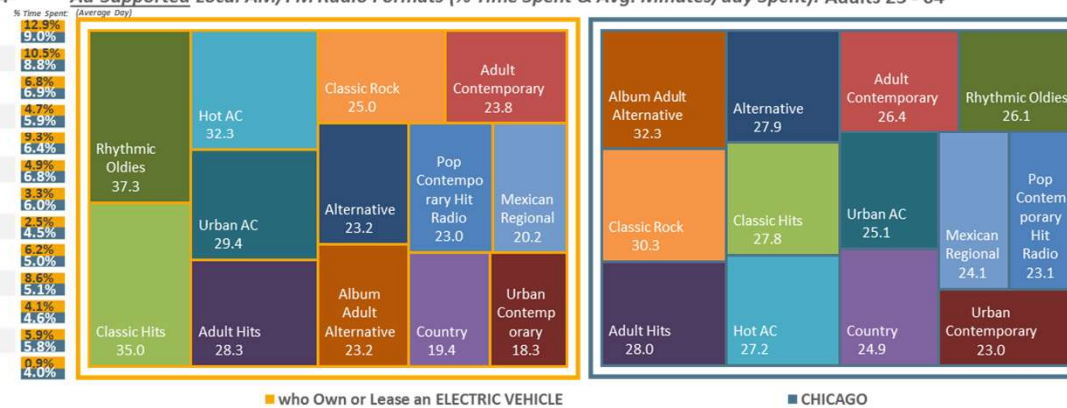 Ad-Supported Local AM/FM Radio Formats (% Time Spent & Avg. Minutes/day Spent): Adults 25 - 64
% Time Spent: (Average Day)
12.9%
9.0%
10.5%
8.8%
6.8%
6.9%
4.7%
5.9%
9.3%
6.4%
4.9%
6.8%
3.3%
6.0%
2.5%
4.5%
6.2%
5.0%
8.6%
5.1%
4.1%
4.6%
5.9%
5.8%
0.9%
4.0%
Rhythmic
Oldies
37.3
Classic Hits
35.0
Hot AC
32.3
Urban AC
29.4
Adult Hits
28.3
Classic Rock
25.0
Adult
Contemporary
23.8
Alternative
23.2
Album
Adult
Alternative
23.2
Pop
Contempo
rary Hit
Radio
23.0
Mexican
Regional
20.2
Country
19.4
Urban
Contemp
orary
18.3
Album Adult
Alternative
32.3
Classic Rock
30.3
Adult Hits
28.0
Alternative
27.9
Classic Hits
27.8
Hot AC
27.2
Adult
Contemporary
26.4
Rhythmic Oldies
26.1
Urban AC
25.1
Country
24.9
Mexican
Regional
24.1
Pop
Contem
porary
Hit
Radio
23.1
Urban
Contemporary
23.0
who Own or Lease an ELECTRIC VEHICLE
CHICAGO